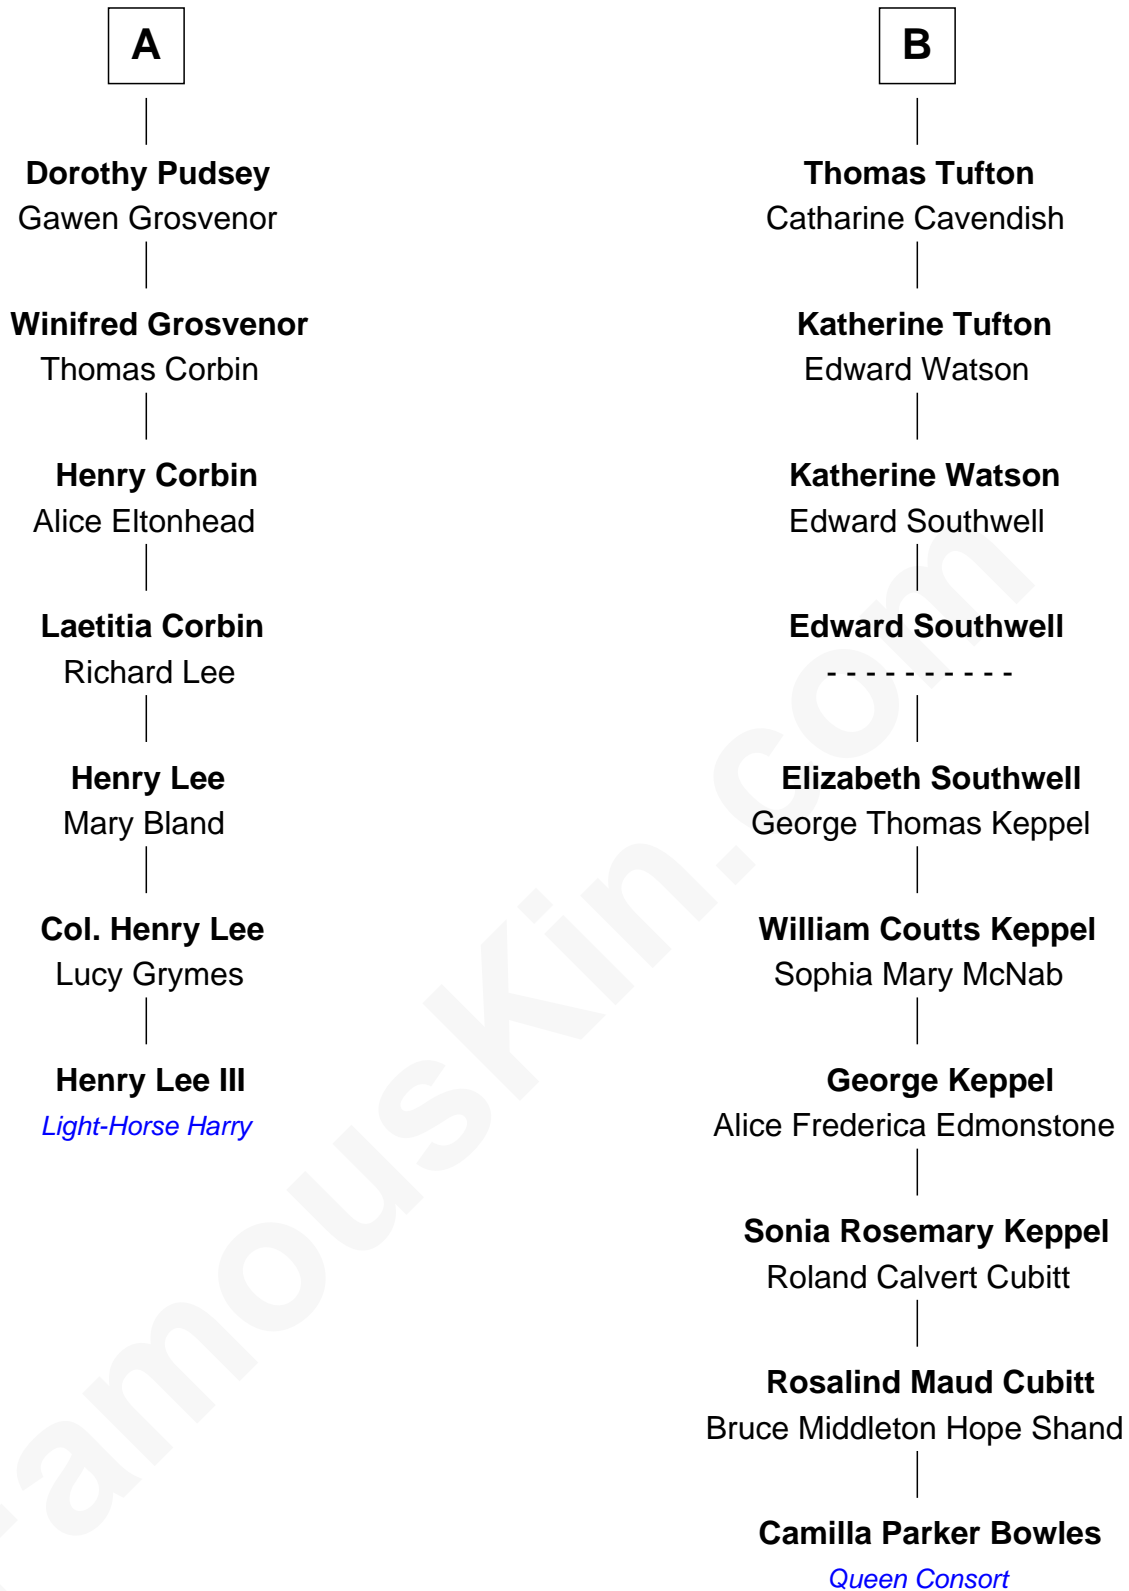 A
Dorothy Pudsey
Gawen Grosvenor
Winifred Grosvenor
Thomas Corbin
Henry Corbin
Alice Eltonhead
Laetitia Corbin
Richard Lee
Henry Lee
Mary Bland
Col. Henry Lee
Lucy Grymes
Henry Lee III
Light-Horse Harry
B
Thomas Tufton
Catharine Cavendish
Katherine Tufton
Edward Watson
Katherine Watson
Edward Southwell
Edward Southwell
- - - - - - - - - -
Elizabeth Southwell
George Thomas Keppel
William Coutts Keppel
Sophia Mary McNab
George Keppel
Alice Frederica Edmonstone
Sonia Rosemary Keppel
Roland Calvert Cubitt
Rosalind Maud Cubitt
Bruce Middleton Hope Shand
Camilla Parker Bowles
Queen Consort
FamousKin.com